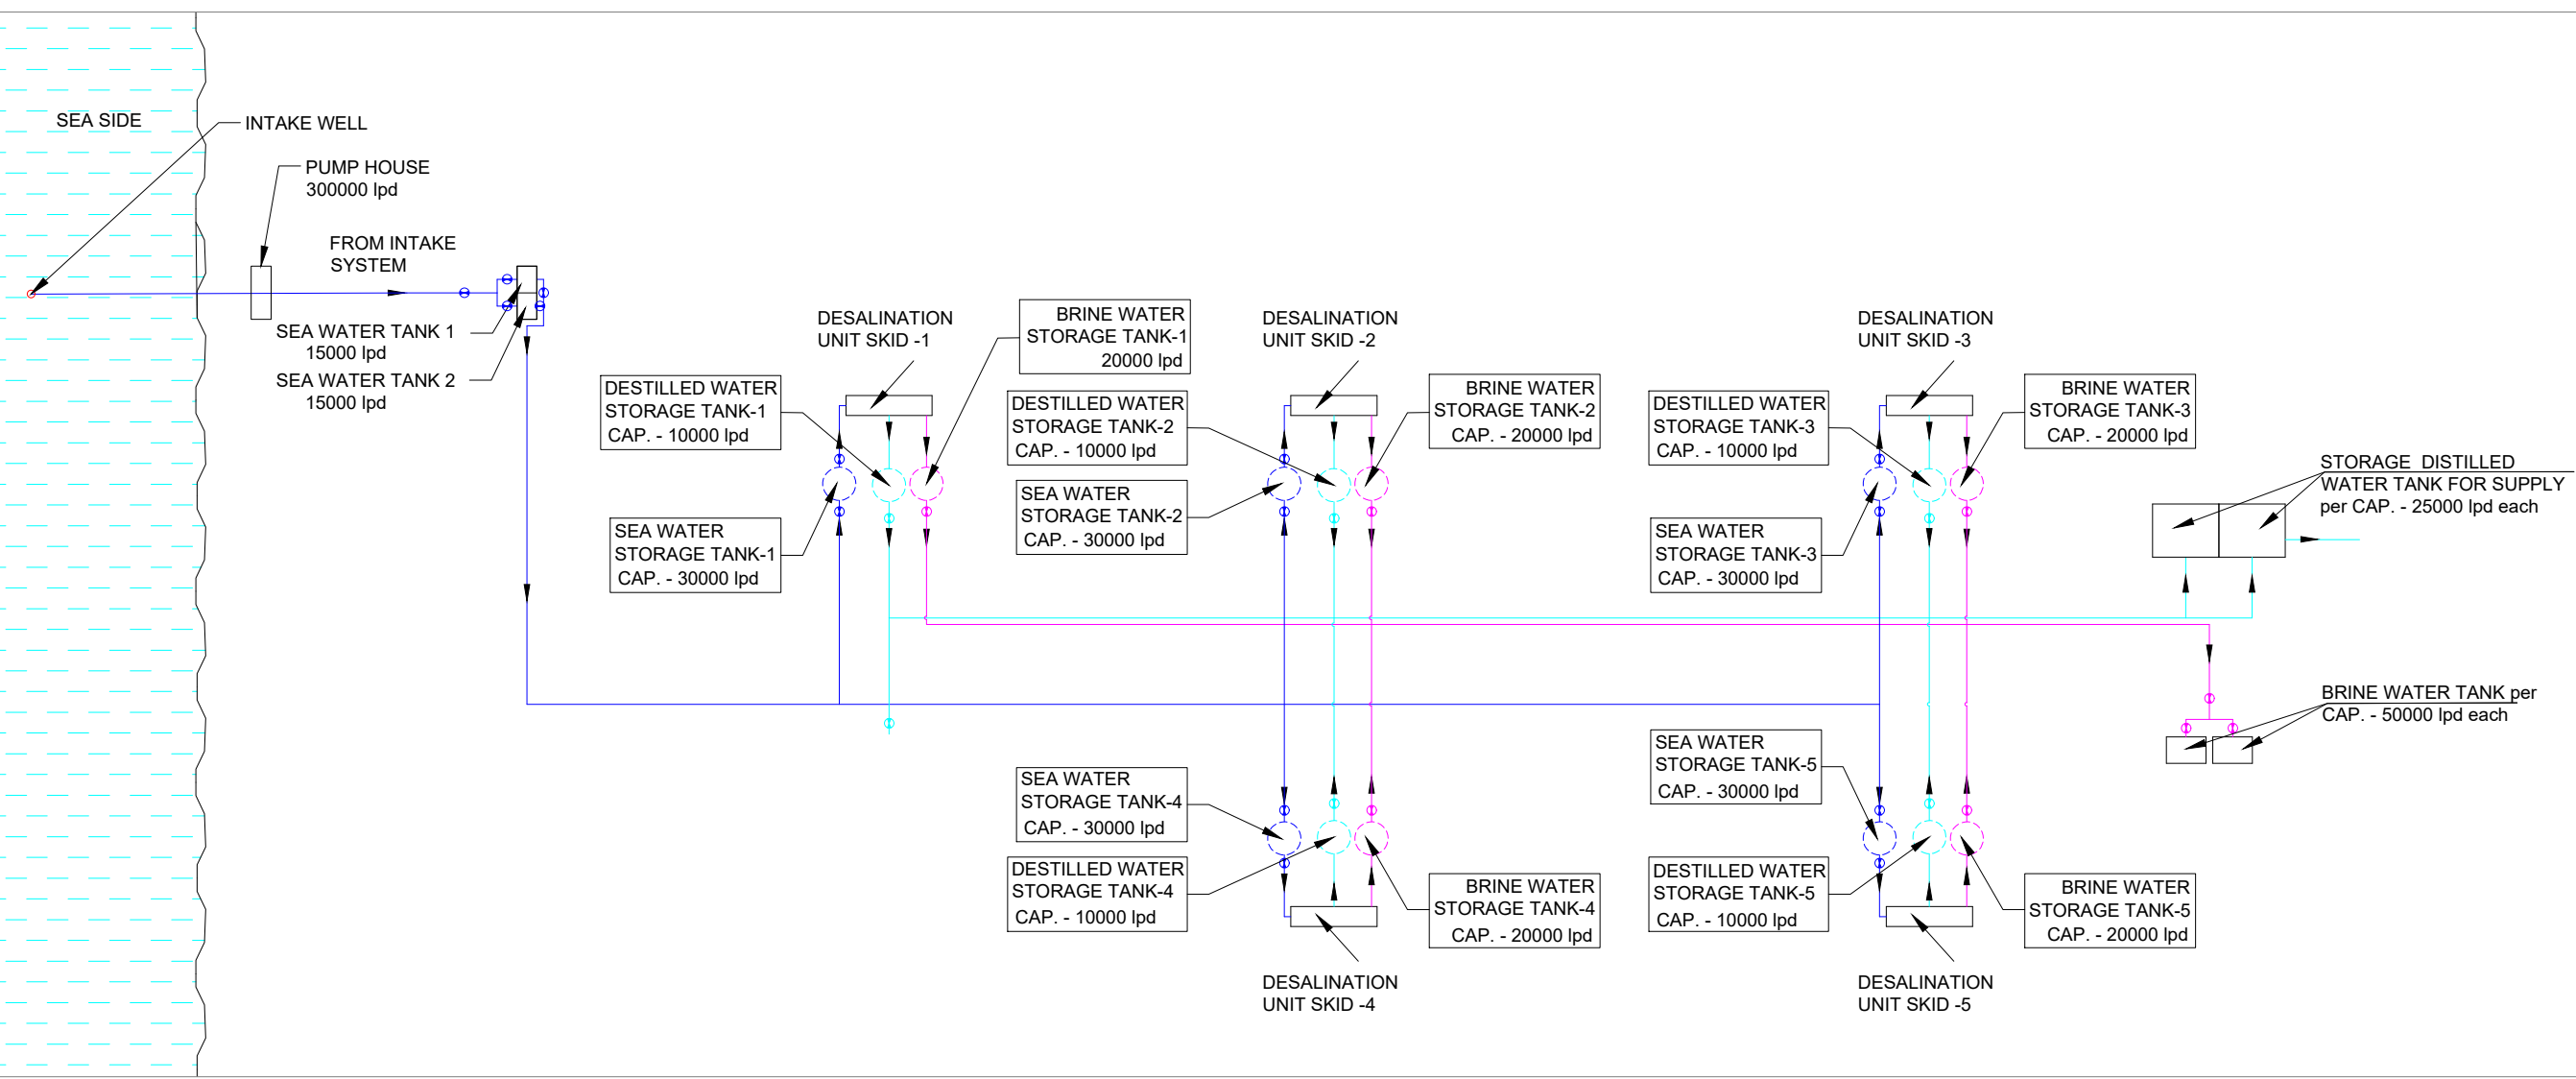 SEA SIDE
INTAKE WELL
PUMP HOUSE
300000 lpd
FROM INTAKE
SYSTEM
SEA WATER TANK 1
15000 lpd
SEA WATER TANK 2
15000 lpd
DESALINATION
UNIT SKID -1
BRINE WATER
STORAGE TANK-1
20000 lpd
DESTILLED WATER
STORAGE TANK-1
CAP. - 10000 lpd
SEA WATER
STORAGE TANK-1
CAP. - 30000 lpd
DESALINATION
UNIT SKID -2
DESTILLED WATER
STORAGE TANK-2
CAP. - 10000 lpd
BRINE WATER
STORAGE TANK-2
CAP. - 20000 lpd
SEA WATER
STORAGE TANK-2
CAP. - 30000 lpd
DESALINATION
UNIT SKID -3
DESTILLED WATER
STORAGE TANK-3
CAP. - 10000 lpd
BRINE WATER
STORAGE TANK-3
CAP. - 20000 lpd
SEA WATER
STORAGE TANK-3
CAP. - 30000 lpd
STORAGE  DISTILLED
WATER TANK FOR SUPPLY
per CAP. - 25000 lpd each
BRINE WATER TANK per
CAP. - 50000 lpd each
SEA WATER
STORAGE TANK-4
CAP. - 30000 lpd
DESTILLED WATER
STORAGE TANK-4
CAP. - 10000 lpd
BRINE WATER
STORAGE TANK-4
CAP. - 20000 lpd
DESALINATION
UNIT SKID -4
SEA WATER
STORAGE TANK-5
CAP. - 30000 lpd
DESTILLED WATER
STORAGE TANK-5
CAP. - 10000 lpd
BRINE WATER
STORAGE TANK-5
CAP. - 20000 lpd
DESALINATION
UNIT SKID -5